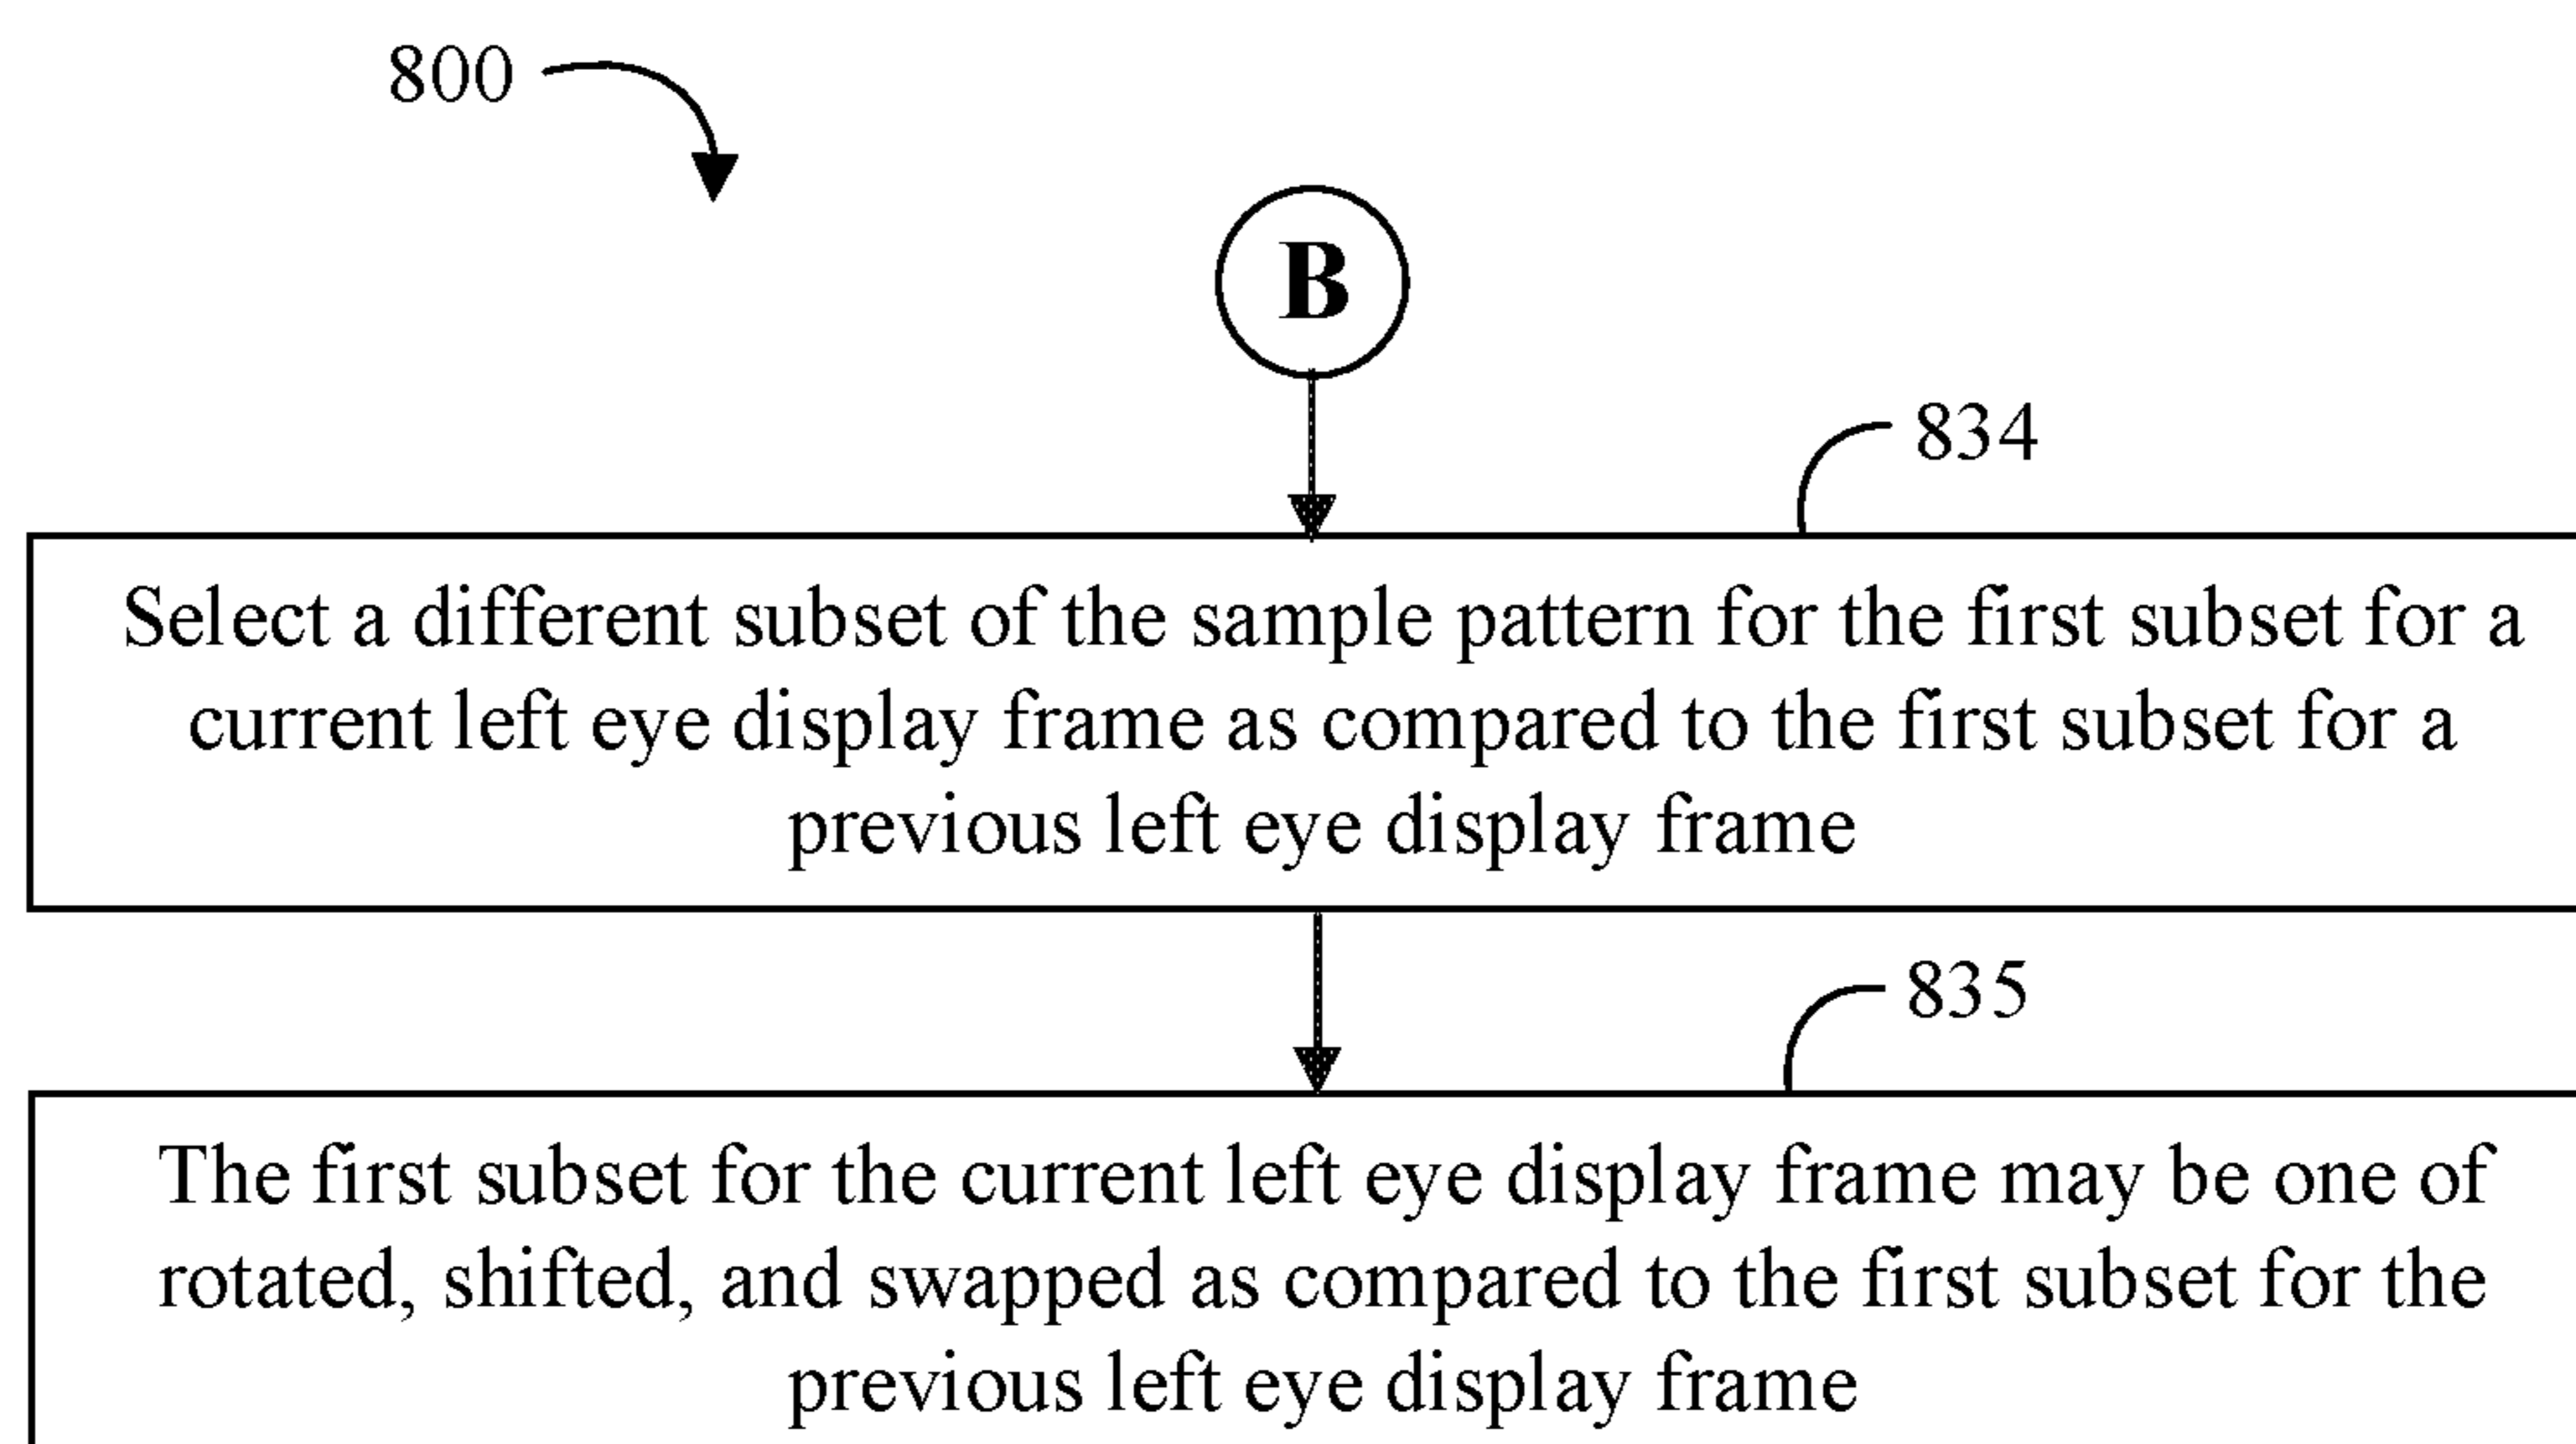 800
B
834
Select a different subset of the sample pattern for the first subset for a
current left eye display frame as compared to the first subset for a
previous left eye display frame
835
The first subset for the current left eye display frame may be one of
rotated, shifted, and swapped as compared to the first subset for the
previous left eye display frame